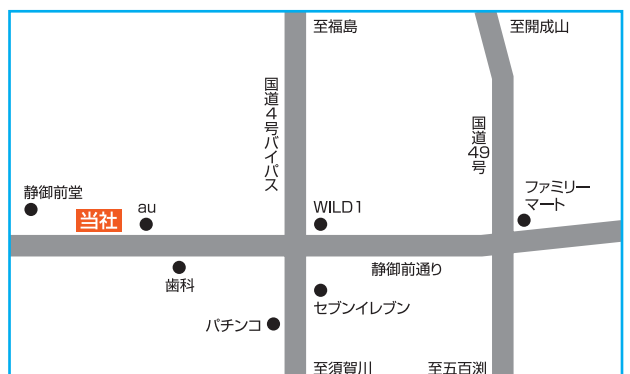 至福島
至開成山
国道4号バイパス
国道49号
静御前堂
当社
au
WILD1
ファミリー
マート
静御前通り
歯科
セブンイレブン
パチンコ
至須賀川
至五百渕